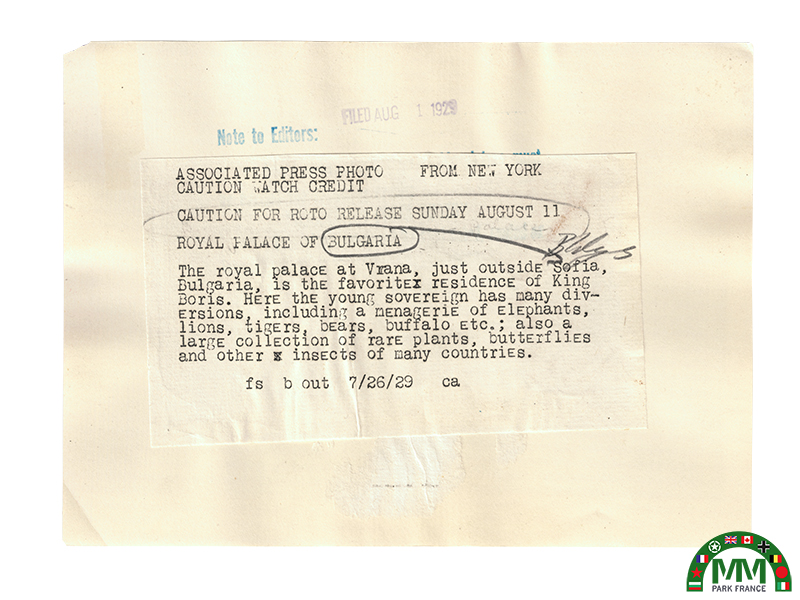 FILED AUG 1 1929
Note to Editors:
ASSOCIATED PRESS PHOTO FROM NEW YORK
CAUTION WATCH CREDIT
CAUTION FOR ROTO RELEASE SUNDAY AUGUST 11
palace
ROYAL PALACE OF BULGARIA
Bldgs
The royal palace at Vrana, just outside Sofia,
Bulgaria, is the favoritex residence of King
Boris. Here the young sovereign has many div-
ersions, including a menagerie of elephants,
lions, tigers, bears, buffalo etc.; also a
large collection of rare plants, butterflies
and other x insects of many countries.
fs b out 7/26/29 ca
MM
PARK FRANCE